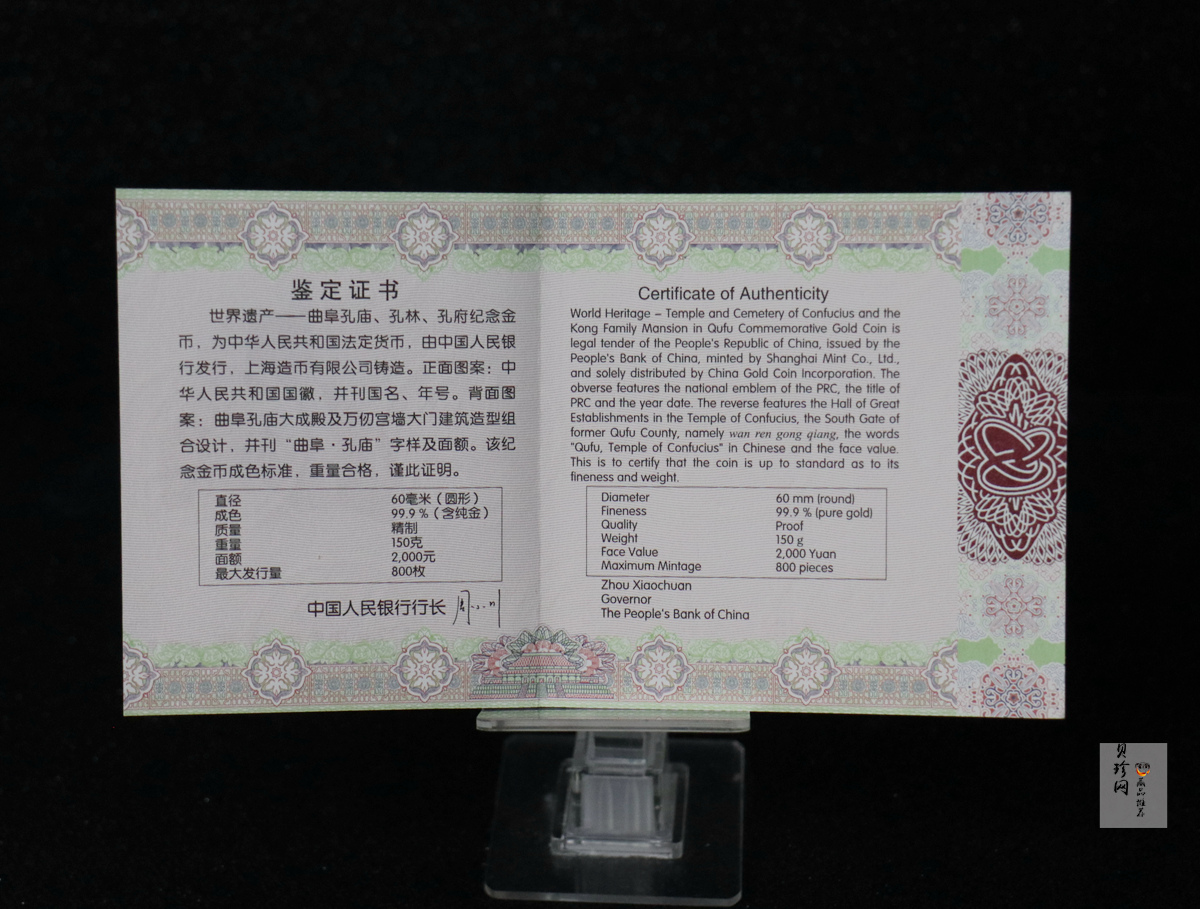 鉴定证书
世界遗产——曲阜孔庙、孔林、孔府纪念金
币，为中华人民共和国法定货币，由中国人民银
行发行，上海造币有限公司铸造。正面图案：中
华人民共和国国徽，并刊国名、年号。背面图
案：曲阜孔庙大成殿及万仞宫墙大门建筑造型组
合设计，并刊“曲阜·孔庙”字样及面额。该纪
念金币成色标准，重量合格，谨此证明。
直径 60毫米（圆形）
成色 99.9%（含纯金）
质量 精制
重量 150克
面额 2,000元
最大发行量 800枚
中国人民银行行长
Certificate of Authenticity
World Heritage – Temple and Cemetery of Confucius and the
Kong Family Mansion in Qufu Commemorative Gold Coin is
legal tender of the People's Republic of China, issued by the
People's Bank of China, minted by Shanghai Mint Co., Ltd.,
and solely distributed by China Gold Coin Incorporation. The
obverse features the national emblem of the PRC, the title of
PRC and the year date. The reverse features the Hall of Great
Establishments in the Temple of Confucius, the South Gate of
former Qufu County, namely wan ren gong qiang, the words
"Qufu, Temple of Confucius" in Chinese and the face value.
This is to certify that the coin is up to standard as to its
fineness and weight.
Diameter 60 mm (round)
Fineness 99.9 % (pure gold)
Quality Proof
Weight 150 g
Face Value 2,000 Yuan
Maximum Mintage 800 pieces
Zhou Xiaochuan
Governor
The People's Bank of China
贝珍网
藏品推荐